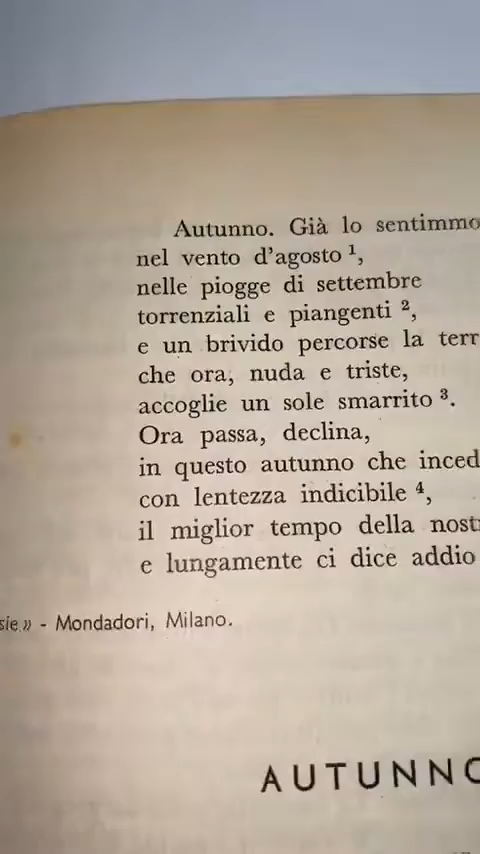 Autunno. Già lo sentimmo
nel vento d'agosto ¹,
nelle piogge di settembre
torrenziali e piangenti ²,
e un brivido percorse la terr
che ora, nuda e triste,
accoglie un sole smarrito ³.
Ora passa, declina,
in questo autunno che inced
con lentezza indicibile ⁴,
il miglior tempo della nost
e lungamente ci dice addio
sie.» - Mondadori, Milano.
AUTUNNO